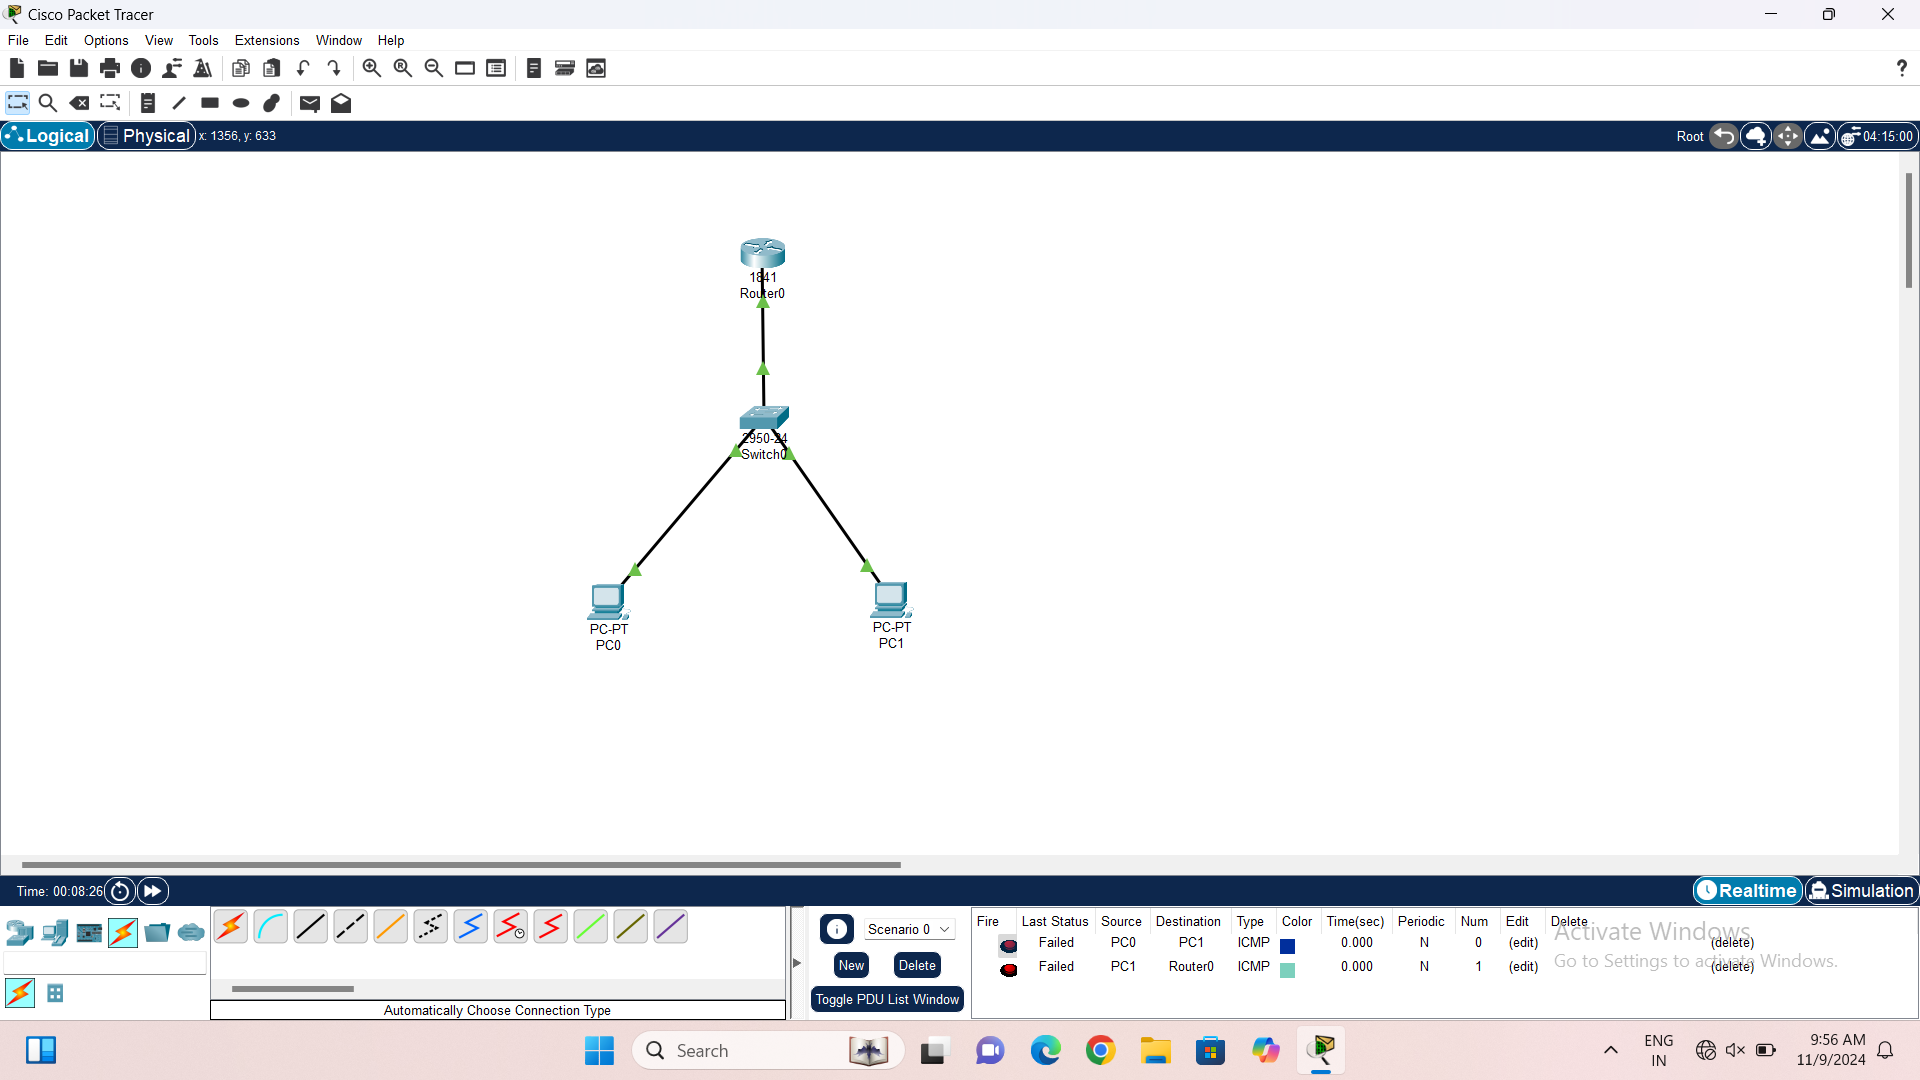 Cisco Packet Tracer
File Edit Options View Tools Extensions Window Help
Logical Physical x: 1356, y: 633 Root 04:15:00
1841
Router0
2950-24
Switch0
PC-PT
PC0
PC-PT
PC1
Time: 00:08:26 Realtime Simulation
Scenario 0
New Delete
Toggle PDU List Window
Automatically Choose Connection Type
Fire Last Status Source Destination Type Color Time(sec) Periodic Num Edit Delete
Failed PC0 PC1 ICMP 0.000 N 0 (edit) (delete)
Failed PC1 Router0 ICMP 0.000 N 1 (edit) (delete)
Activate Windows
Go to Settings to activate Windows.
Search
ENG
IN
9:56 AM
11/9/2024